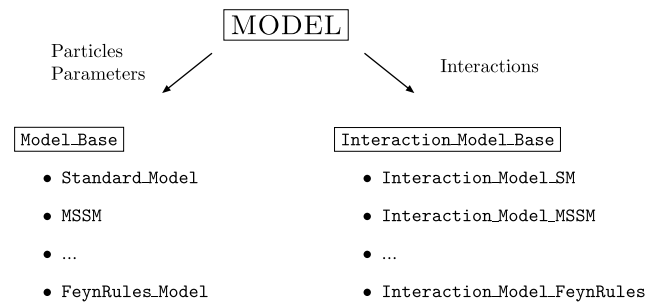 MODEL
Particles
Parameters
Interactions
Model_Base
• Standard_Model
• MSSM
• ...
• FeynRules_Model
Interaction_Model_Base
• Interaction_Model_SM
• Interaction_Model_MSSM
• ...
• Interaction_Model_FeynRules